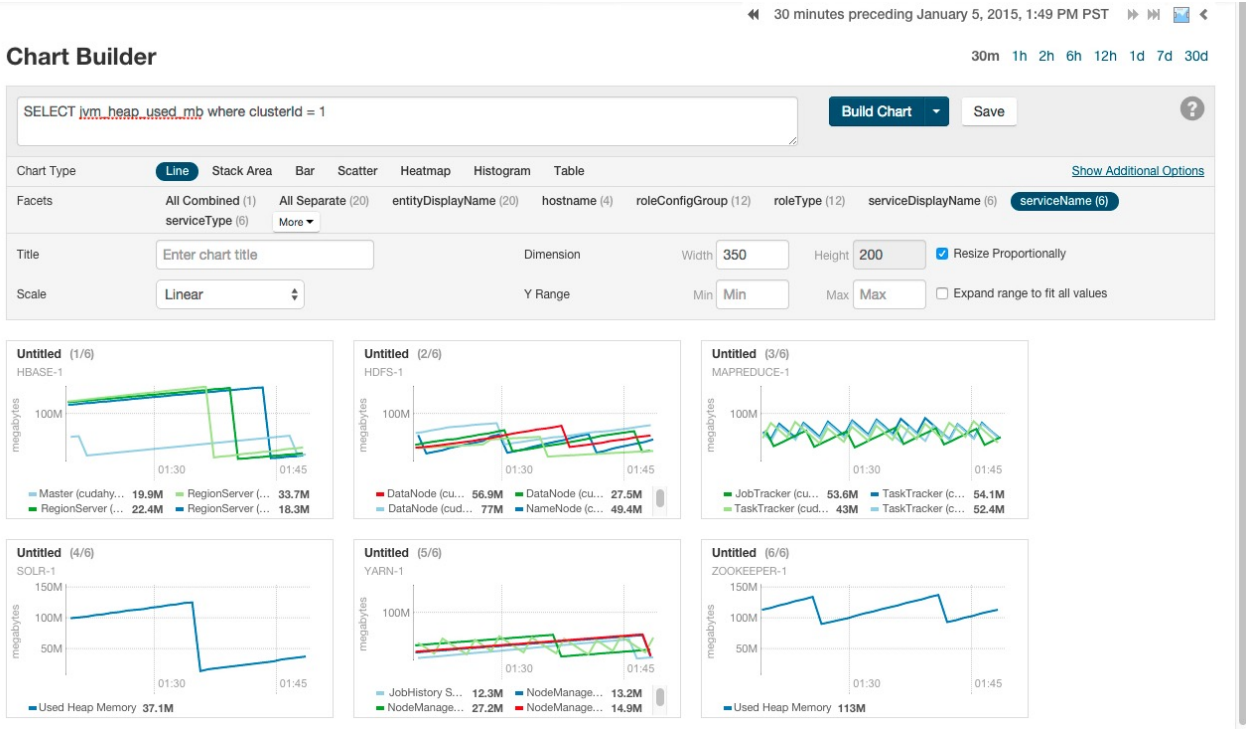 30 minutes preceding January 5, 2015, 1:49 PM PST
Chart Builder
30m 1h 2h 6h 12h 1d 7d 30d
SELECT jvm_heap_used_mb where clusterId = 1
Build Chart Save ?
Chart Type Line Stack Area Bar Scatter Heatmap Histogram Table Show Additional Options
Facets All Combined (1) All Separate (20) entityDisplayName (20) hostname (4) roleConfigGroup (12) roleType (12) serviceDisplayName (6) serviceName (6)
serviceType (6) More
Title Enter chart title Dimension Width 350 Height 200 Resize Proportionally
Scale Linear Y Range Min Min Max Max Expand range to fit all values
Untitled (1/6)
HBASE-1
megabytes
100M
01:30 01:45
Master (cudahy... 19.9M RegionServer (... 33.7M
RegionServer (... 22.4M RegionServer (... 18.3M
Untitled (2/6)
HDFS-1
megabytes
100M
01:30 01:45
DataNode (cu... 56.9M DataNode (cu... 27.5M
DataNode (cud... 77M NameNode (c... 49.4M
Untitled (3/6)
MAPREDUCE-1
megabytes
100M
01:30 01:45
JobTracker (cu... 53.6M TaskTracker (c... 54.1M
TaskTracker (cud... 43M TaskTracker (c... 52.4M
Untitled (4/6)
SOLR-1
megabytes
150M
100M
50M
01:30 01:45
Used Heap Memory 37.1M
Untitled (5/6)
YARN-1
megabytes
100M
01:30 01:45
JobHistory S... 12.3M NodeManage... 13.2M
NodeManage... 27.2M NodeManage... 14.9M
Untitled (6/6)
ZOOKEEPER-1
megabytes
150M
100M
50M
01:30 01:45
Used Heap Memory 113M